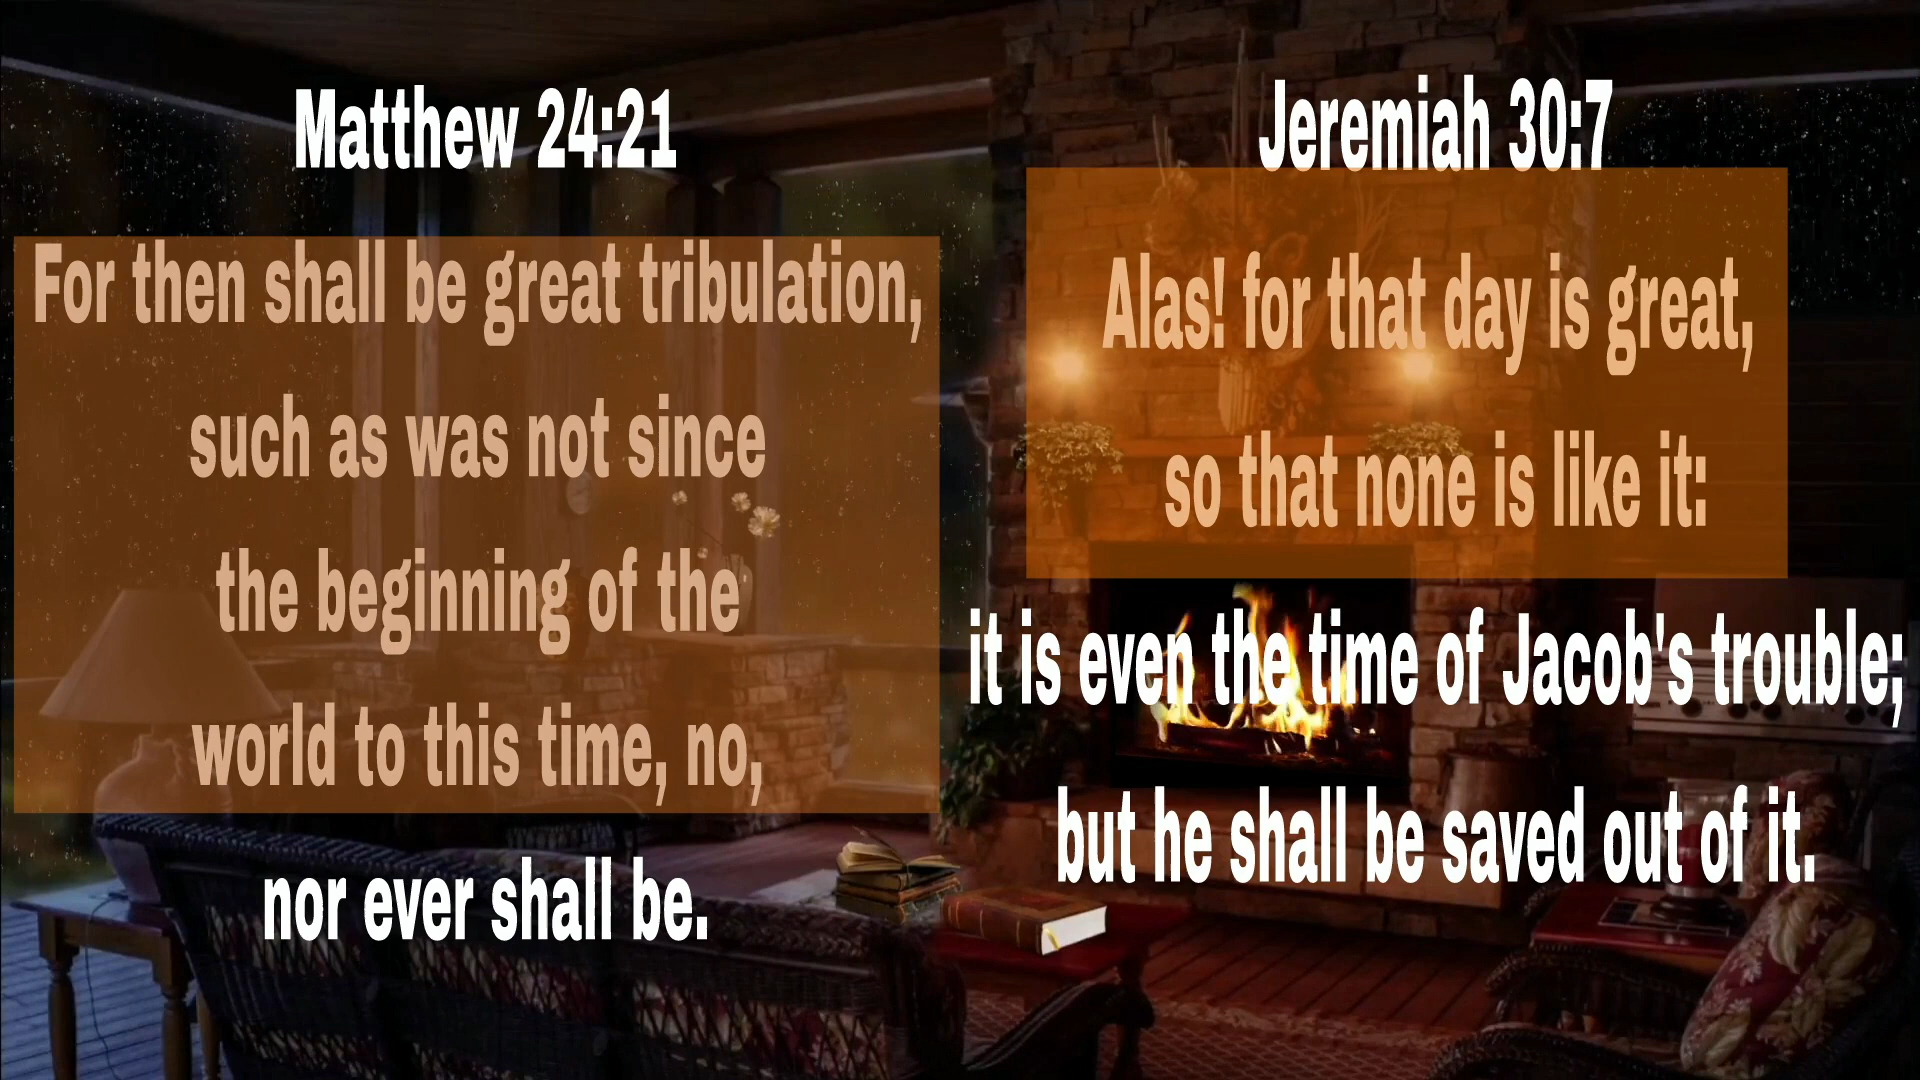 Matthew 24:21
For then shall be great tribulation,
such as was not since
the beginning of the
world to this time, no,
nor ever shall be.
Jeremiah 30:7
Alas! for that day is great,
so that none is like it:
it is even the time of Jacob's trouble;
but he shall be saved out of it.